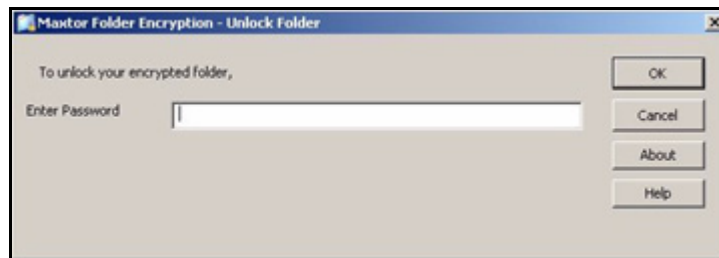 Maxtor Folder Encryption - Unlock Folder
To unlock your encrypted folder,
OK
Enter Password
Cancel
About
Help